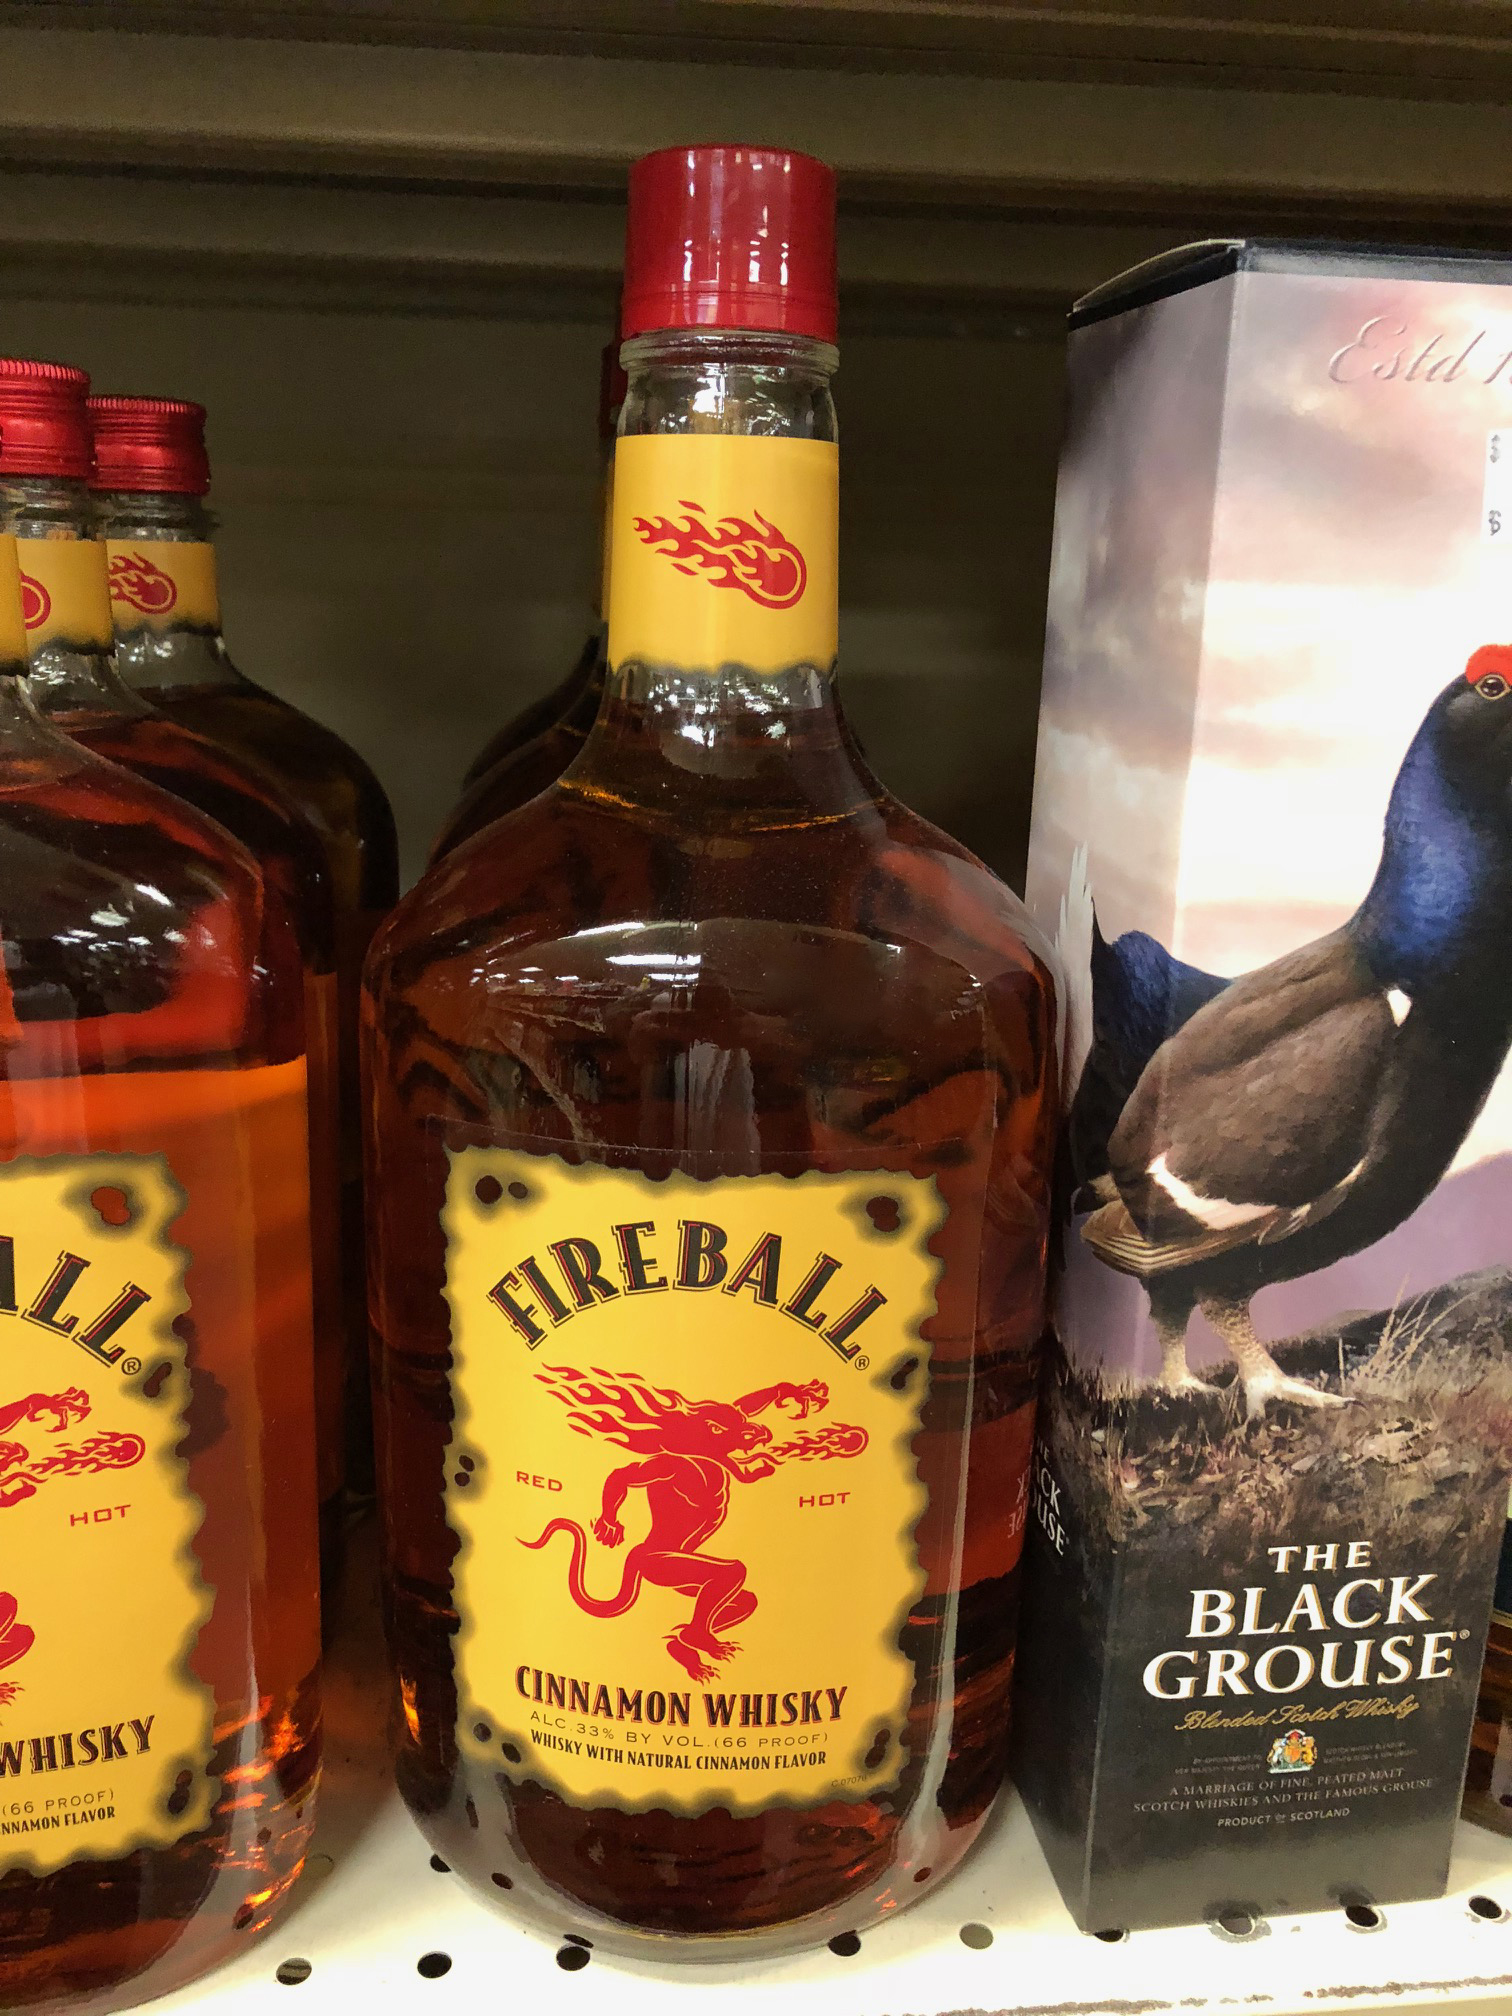 FIREBALL®
RED HOT
CINNAMON WHISKY
ALC. 33% BY VOL. (66 PROOF)
WHISKY WITH NATURAL CINNAMON FLAVOR
ALL®
HOT
WHISKY
(66 PROOF)
CINNAMON FLAVOR
Estd
THE
BLACK
GROUSE®
Blended Scotch Whisky
A MARRIAGE OF FINE, PEATED MALT
SCOTCH WHISKIES AND THE FAMOUS GROUSE
PRODUCT OF SCOTLAND